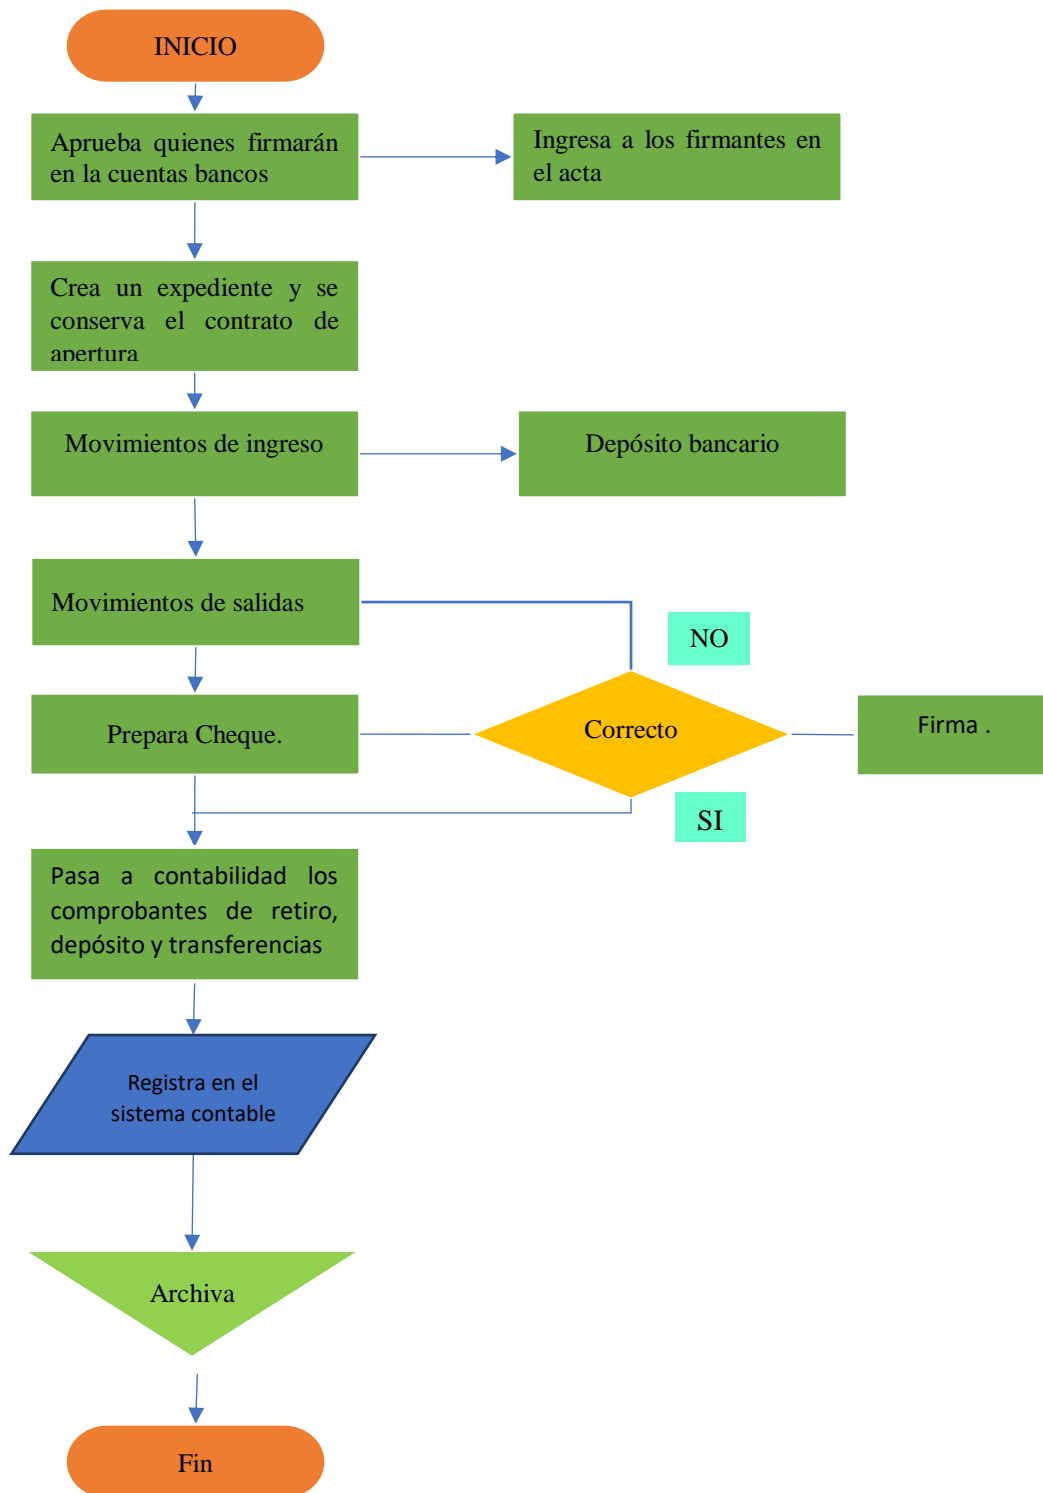 INICIO
Aprueba quienes firmarán
en la cuentas bancos
Ingresa a los firmantes en
el acta
Crea un expediente y se
conserva el contrato de
apertura
Movimientos de ingreso
Depósito bancario
Movimientos de salidas
NO
Prepara Cheque.
Correcto
Firma .
SI
Pasa a contabilidad los
comprobantes de retiro,
depósito y transferencias
Registra en el
sistema contable
Archiva
Fin